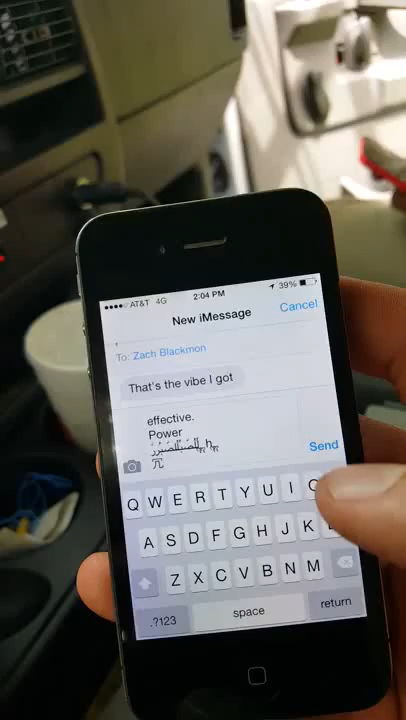 AT&T 4G 2:04 PM 39%
New iMessage Cancel
To: Zach Blackmon
That's the vibe I got
effective.
Power
Send
Q W E R T Y U I
A S D F G H J K
Z X C V B N M
.?123 space return